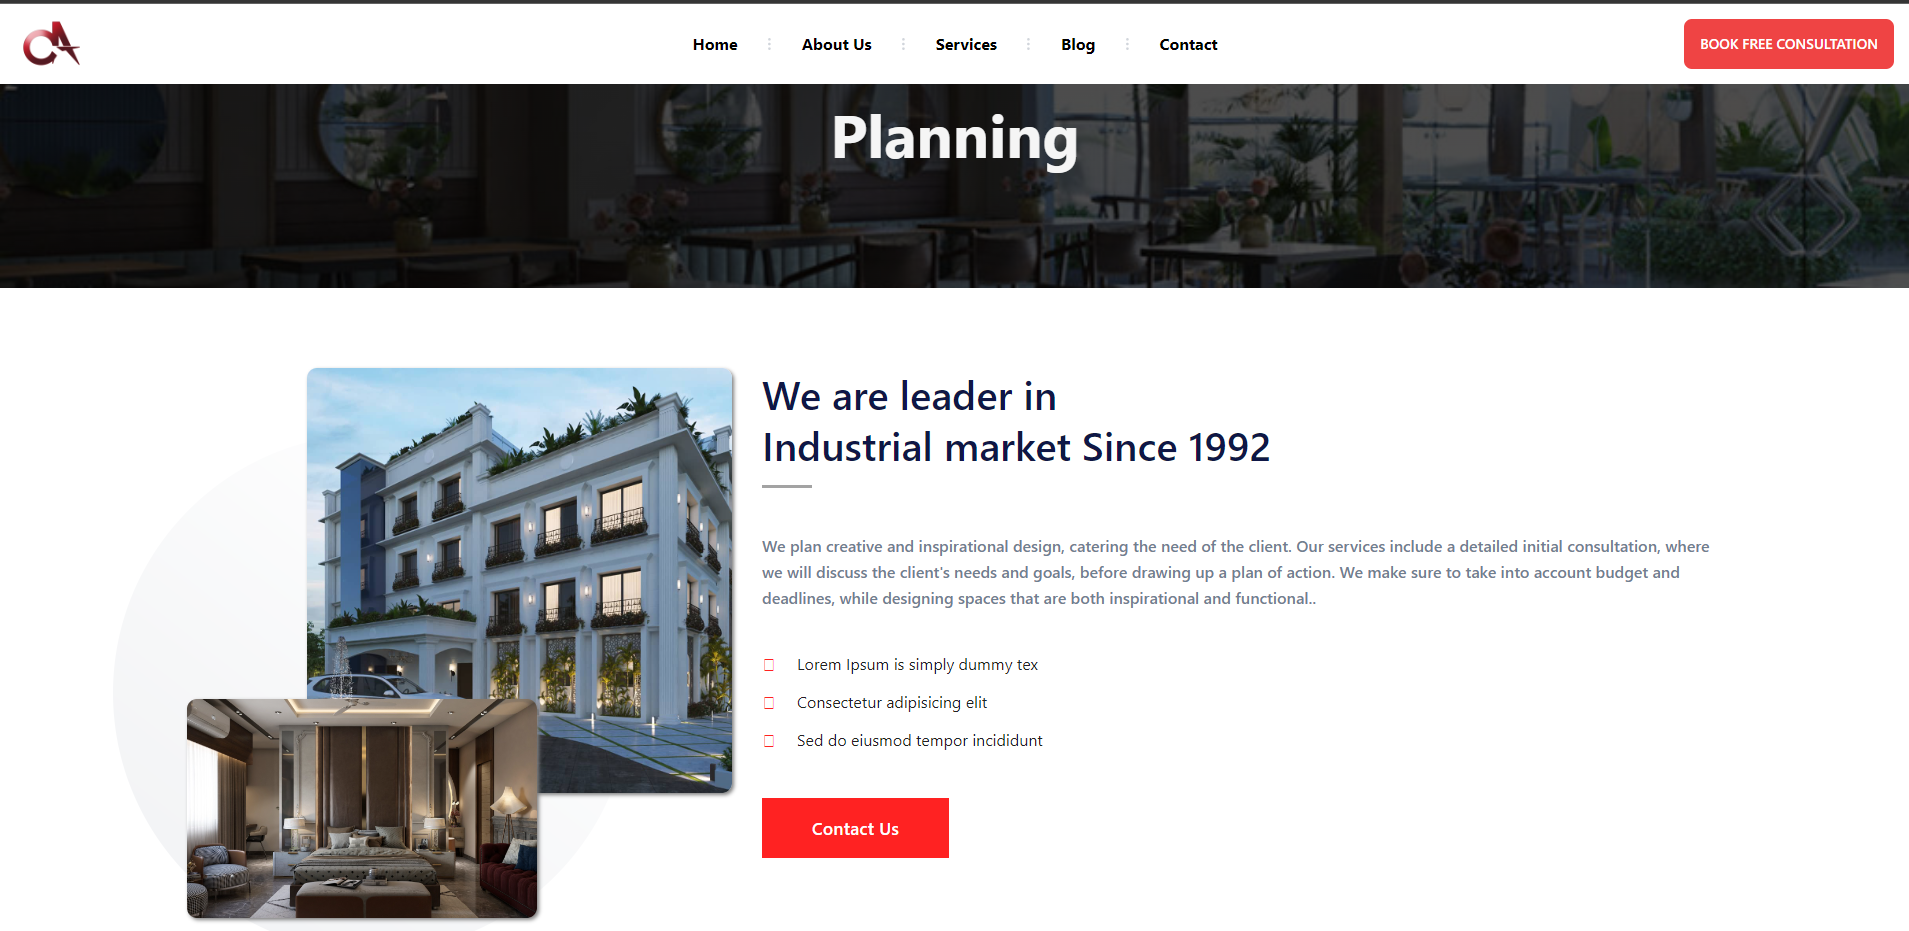 CA
Home
About Us
Services
Blog
Contact
BOOK FREE CONSULTATION
Planning
We are leader in
Industrial market Since 1992
We plan creative and inspirational design, catering the need of the client. Our services include a detailed initial consultation, where
we will discuss the client's needs and goals, before drawing up a plan of action. We make sure to take into account budget and
deadlines, while designing spaces that are both inspirational and functional..
Lorem Ipsum is simply dummy tex
Consectetur adipisicing elit
Sed do eiusmod tempor incididunt
Contact Us